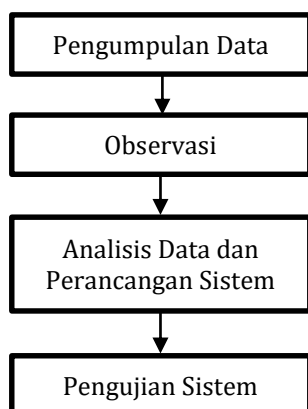 Pengumpulan Data
Observasi
Analisis Data dan
Perancangan Sistem
Pengujian Sistem